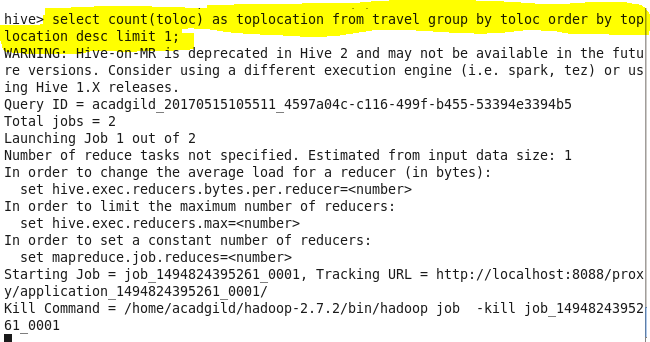 hive> select count(toloc) as toplocation from travel group by toloc order by top
location desc limit 1;
WARNING: Hive-on-MR is deprecated in Hive 2 and may not be available in the futu
re versions. Consider using a different execution engine (i.e. spark, tez) or us
ing Hive 1.X releases.
Query ID = acadgild_20170515105511_4597a04c-c116-499f-b455-53394e3394b5
Total jobs = 2
Launching Job 1 out of 2
Number of reduce tasks not specified. Estimated from input data size: 1
In order to change the average load for a reducer (in bytes):
  set hive.exec.reducers.bytes.per.reducer=<number>
In order to limit the maximum number of reducers:
  set hive.exec.reducers.max=<number>
In order to set a constant number of reducers:
  set mapreduce.job.reduces=<number>
Starting Job = job_1494824395261_0001, Tracking URL = http://localhost:8088/prox
y/application_1494824395261_0001/
Kill Command = /home/acadgild/hadoop-2.7.2/bin/hadoop job  -kill job_14948243952
61_0001